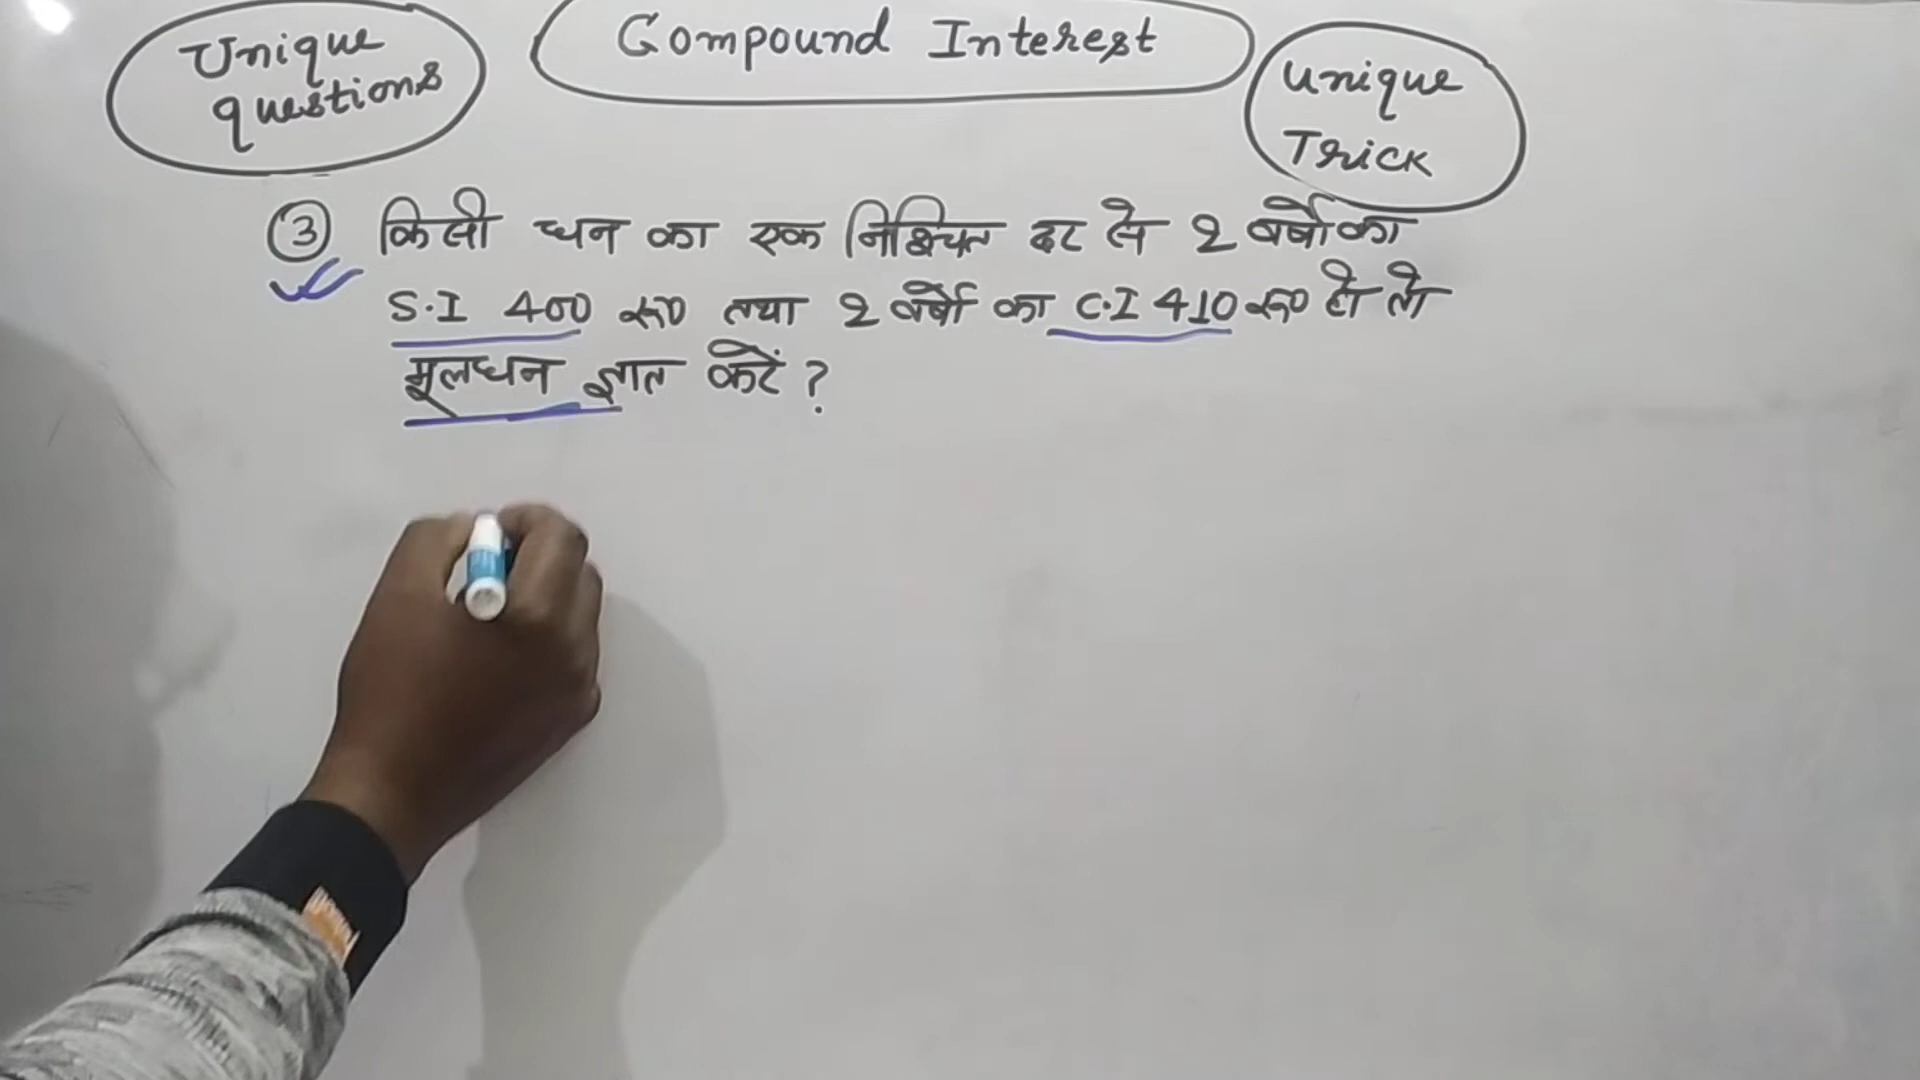 Unique
questions
Compound Interest
Unique
Trick
③ किसी धन का एक निश्चित दर से 2 वर्षो का
S.I 400 रू० तथा 2 वर्षो का C.I 410 रू० हो तो
मूलधन ज्ञात करें ?